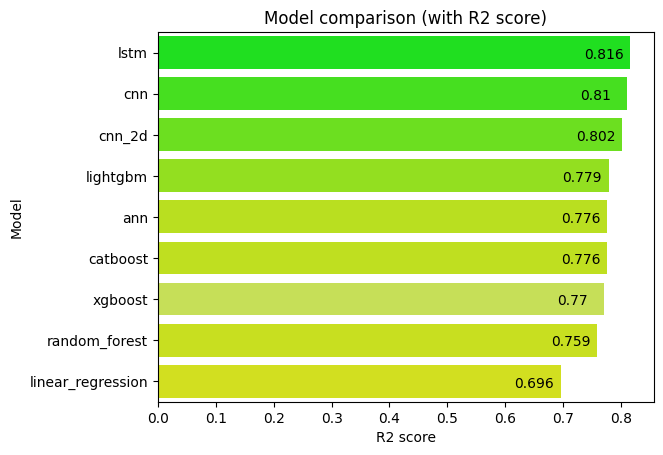 Model comparison (with R2 score)
Model
lstm 0.816
cnn 0.81
cnn_2d 0.802
lightgbm 0.779
ann 0.776
catboost 0.776
xgboost 0.77
random_forest 0.759
linear_regression 0.696
0.0 0.1 0.2 0.3 0.4 0.5 0.6 0.7 0.8
R2 score